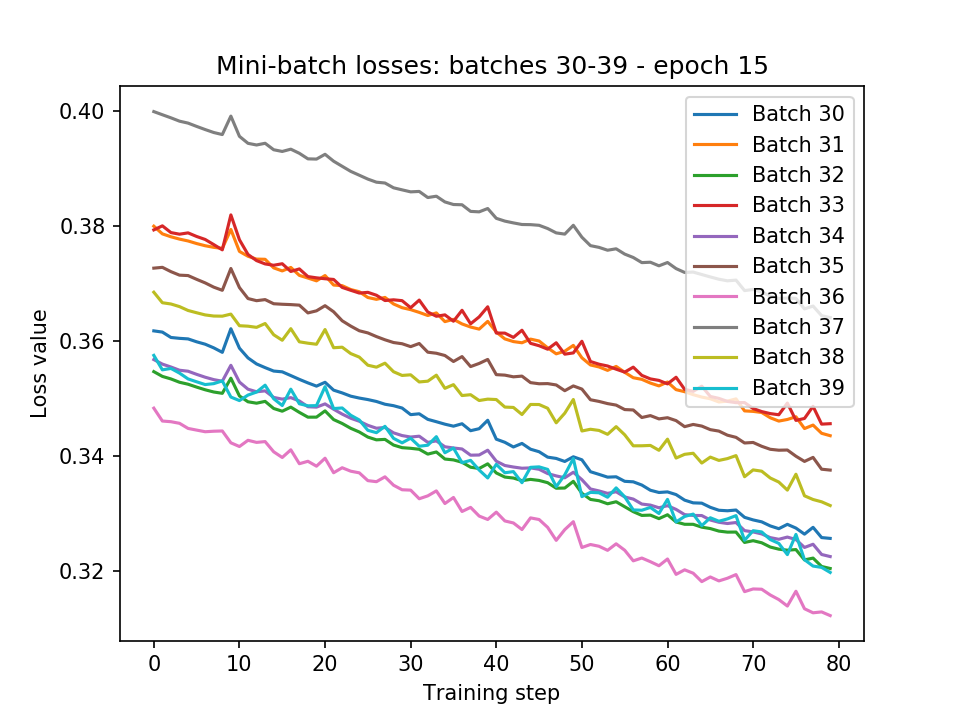 Mini-batch losses: batches 30-39 - epoch 15
Loss value
0.40
0.38
0.36
0.34
0.32
Batch 30
Batch 31
Batch 32
Batch 33
Batch 34
Batch 35
Batch 36
Batch 37
Batch 38
Batch 39
0 10 20 30 40 50 60 70 80
Training step